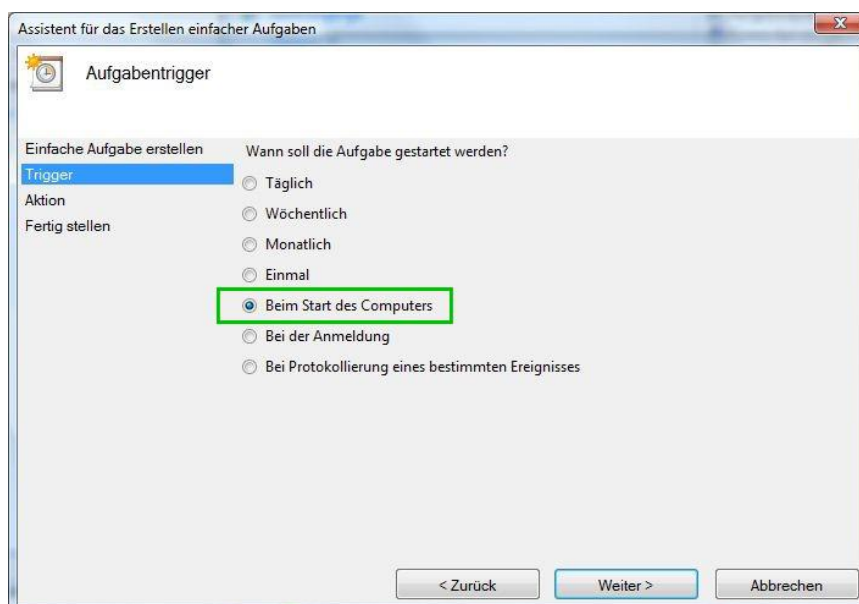 Assistent für das Erstellen einfacher Aufgaben
Aufgabentrigger
Einfache Aufgabe erstellen
Trigger
Aktion
Fertig stellen
Wann soll die Aufgabe gestartet werden?
Täglich
Wöchentlich
Monatlich
Einmal
Beim Start des Computers
Bei der Anmeldung
Bei Protokollierung eines bestimmten Ereignisses
< Zurück
Weiter >
Abbrechen